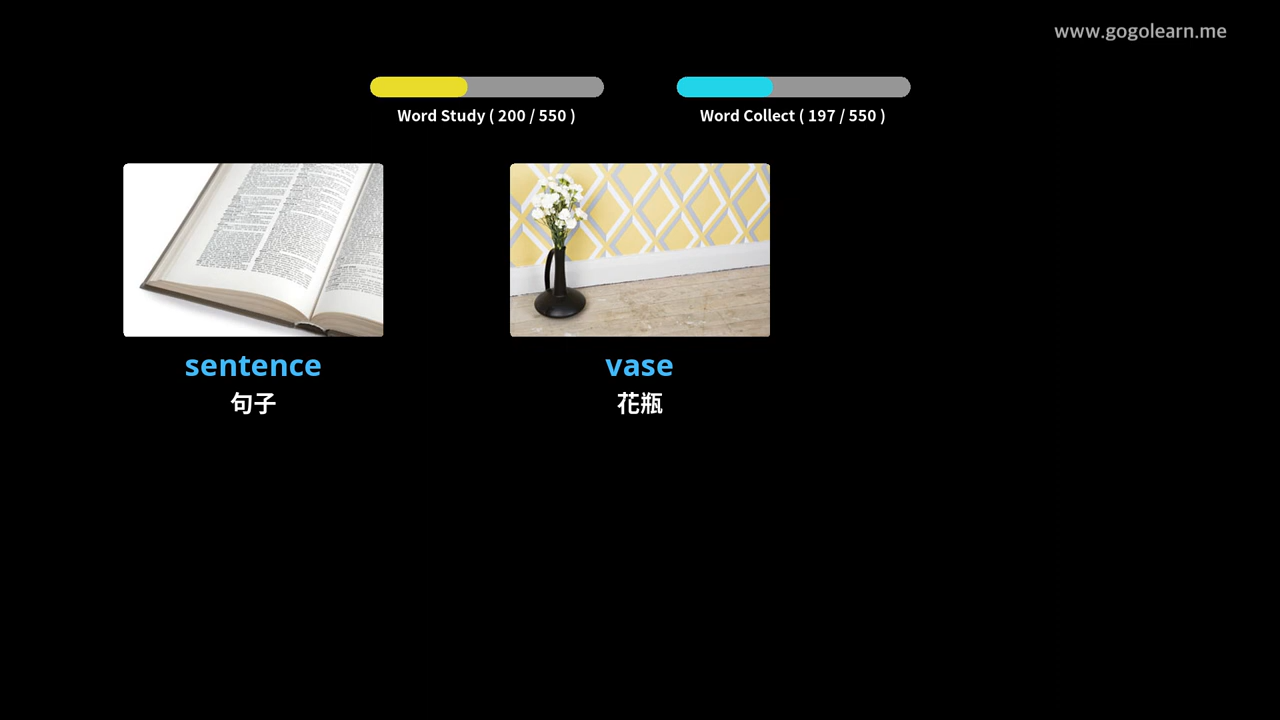 www.gogolearn.me
Word Study ( 200 / 550 )
Word Collect ( 197 / 550 )
sentence
句子
vase
花瓶